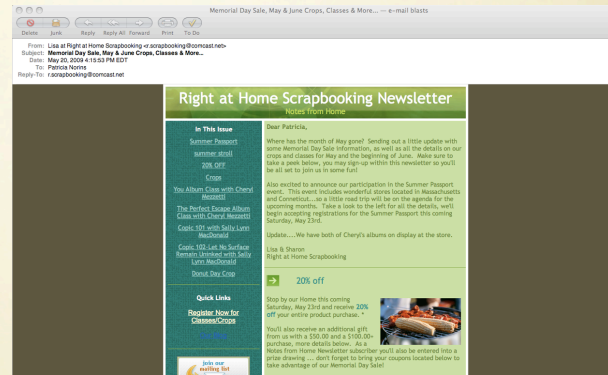 Memorial Day Sale, May & June Crops, Classes & More... — e-mail blasts
Delete Junk Reply Reply All Forward Print To Do
From: Lisa at Right at Home Scrapbooking <r.scrapbooking@comcast.net>
Subject: Memorial Day Sale, May & June Crops, Classes & More...
Date: May 20, 2009 4:15:53 PM EDT
To: Patricia Norins
Reply-To: r.scrapbooking@comcast.net
Right at Home Scrapbooking Newsletter
Notes from Home
In This Issue
Summer Passport
summer stroll
20% OFF
Crops
You Album Class with Cheryl
Mezzetti
The Perfect Escape Album
Class with Cheryl Mezzetti
Copic 101 with Sally Lynn
MacDonald
Copic 102-Let No Surface
Remain Uninked with Sally
Lynn MacDonald
Donut Day Crop
Quick Links
Register Now for
Classes/Crops
join our
mailing list
Dear Patricia,
Where has the month of May gone? Sending out a little update with
some Memorial Day Sale information, as well as all the details on our
crops and classes for May and the beginning of June. Make sure to
take a peek below, you may sign-up within this newsletter so you'll
be all set to join us in some fun!
Also excited to announce our participation in the Summer Passport
event. This event includes wonderful stores located in Massachusetts
and Conneticut...so a little road trip will be on the agenda for the
upcoming months. Take a look to the left for all the details, we'll
begin accepting registrations for the Summer Passport this coming
Saturday, May 23rd.
Update....We have both of Cheryl's albums on display at the store.
Lisa & Sharon
Right at Home Scrapbooking
20% off
Stop by our Home this coming
Saturday, May 23rd and receive 20%
off your entire product purchase. *
You'll also receive an additional gift
from us with a $50.00 and a $100.00+
purchase, more details below. As a
Notes from Home Newsletter subscriber you'll also be entered into a
prize drawing ... don't forget to bring your coupons located below to
take advantage of our Memorial Day Sale!